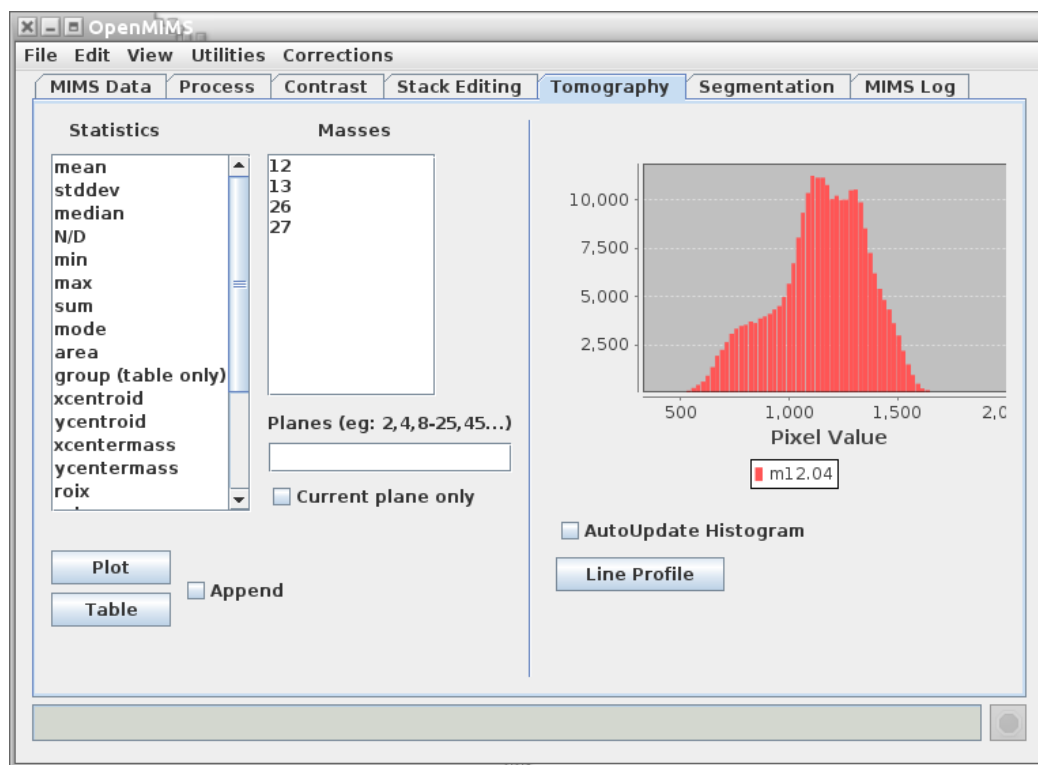 OpenMIMS
File Edit View Utilities Corrections
MIMS Data Process Contrast Stack Editing Tomography Segmentation MIMS Log
Statistics
mean
stddev
median
N/D
min
max
sum
mode
area
group (table only)
xcentroid
ycentroid
xcentermass
ycentermass
roix
Masses
12
13
26
27
Planes (eg: 2,4,8-25,45...)
Current plane only
Plot
Table
Append
10,000
7,500
5,000
2,500
500 1,000 1,500 2,0
Pixel Value
m12.04
AutoUpdate Histogram
Line Profile